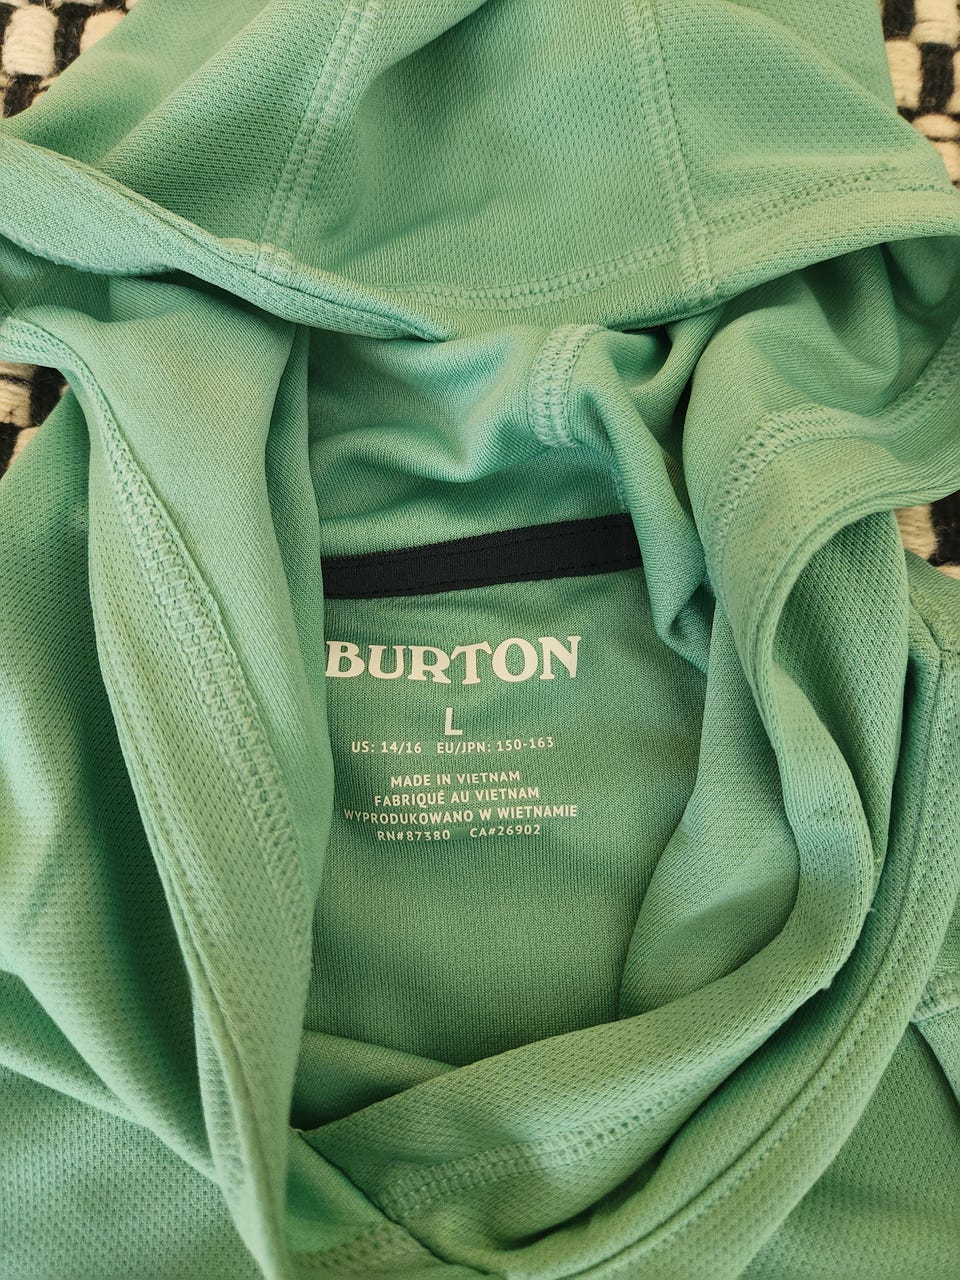 BURTON
L
US: 14/16 EU/JPN: 150-163
MADE IN VIETNAM
FABRIQUÉ AU VIETNAM
WYPRODUKOWANO W WIETNAMIE
RN#87380 CA#26902